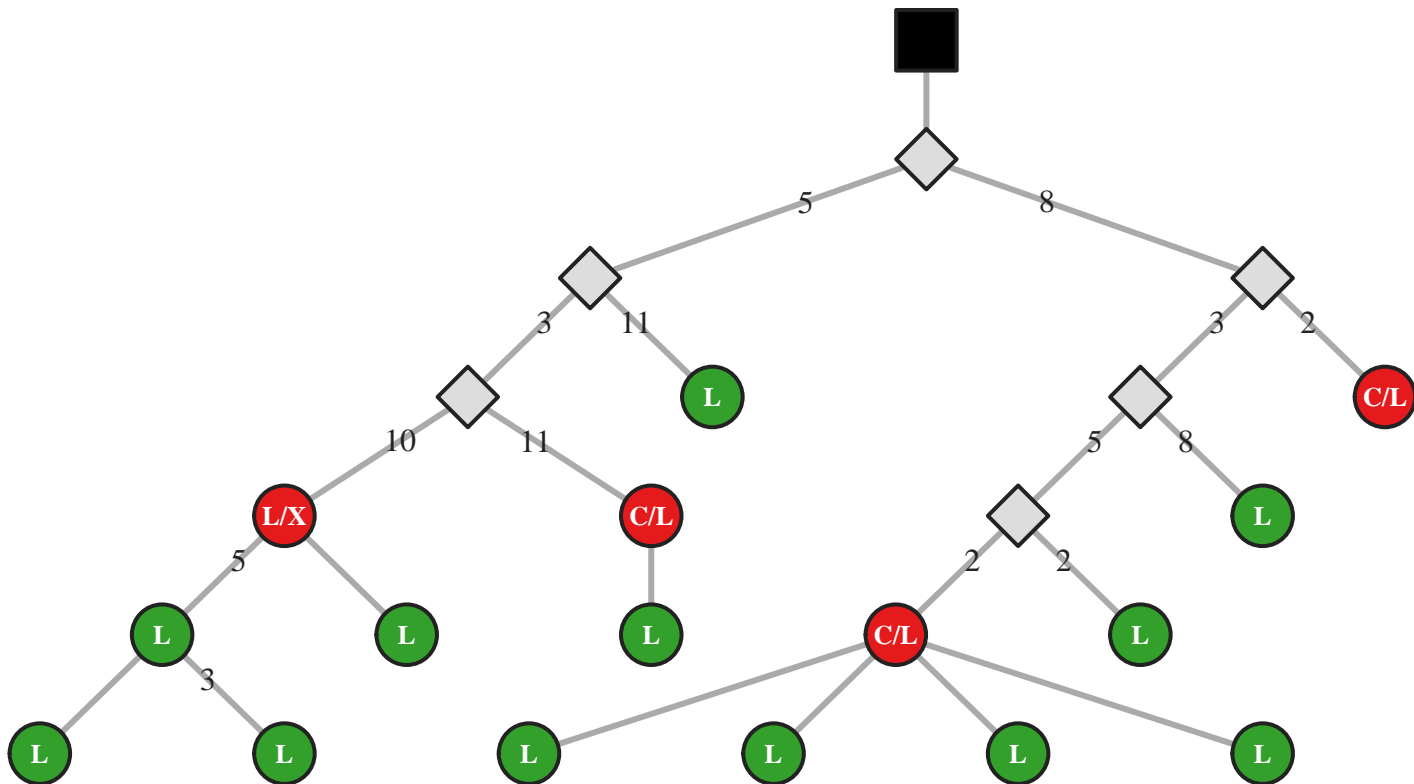 5 8
3 11 3 2
L C/L
10 11 5 8
L/X C/L L
5 2 2
L L L C/L L
3
L L L L L L